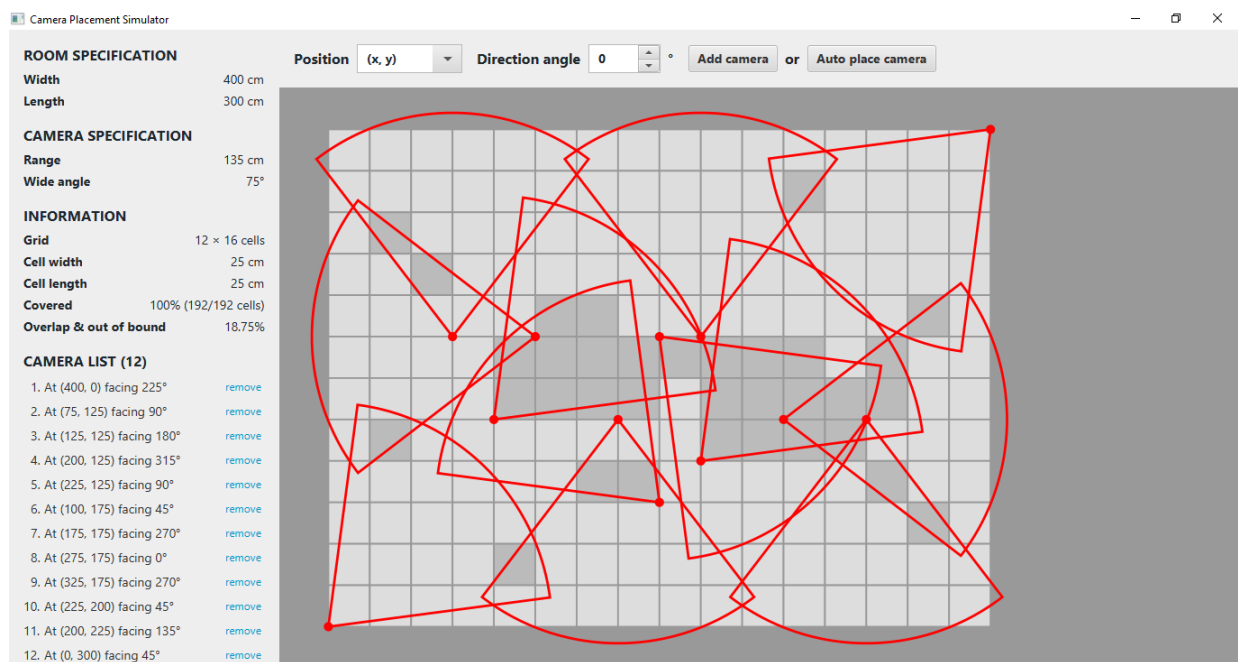 Camera Placement Simulator
ROOM SPECIFICATION
Width 400 cm
Length 300 cm
CAMERA SPECIFICATION
Range 135 cm
Wide angle 75°
INFORMATION
Grid 12 × 16 cells
Cell width 25 cm
Cell length 25 cm
Covered 100% (192/192 cells)
Overlap & out of bound 18.75%
CAMERA LIST (12)
1. At (400, 0) facing 225° remove
2. At (75, 125) facing 90° remove
3. At (125, 125) facing 180° remove
4. At (200, 125) facing 315° remove
5. At (225, 125) facing 90° remove
6. At (100, 175) facing 45° remove
7. At (175, 175) facing 270° remove
8. At (275, 175) facing 0° remove
9. At (325, 175) facing 270° remove
10. At (225, 200) facing 45° remove
11. At (200, 225) facing 135° remove
12. At (0, 300) facing 45° remove
Position (x, y) Direction angle 0 ° Add camera or Auto place camera